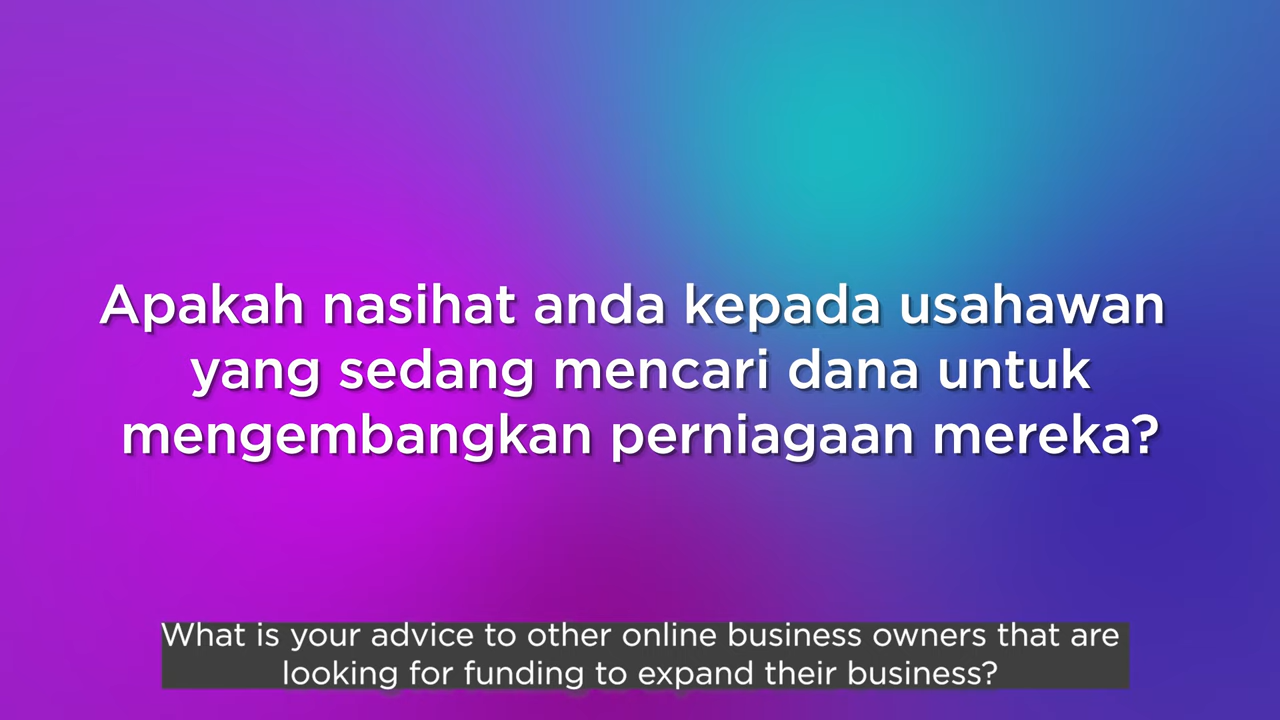 Apakah nasihat anda kepada usahawan
yang sedang mencari dana untuk
mengembangkan perniagaan mereka?
What is your advice to other online business owners that are
looking for funding to expand their business?